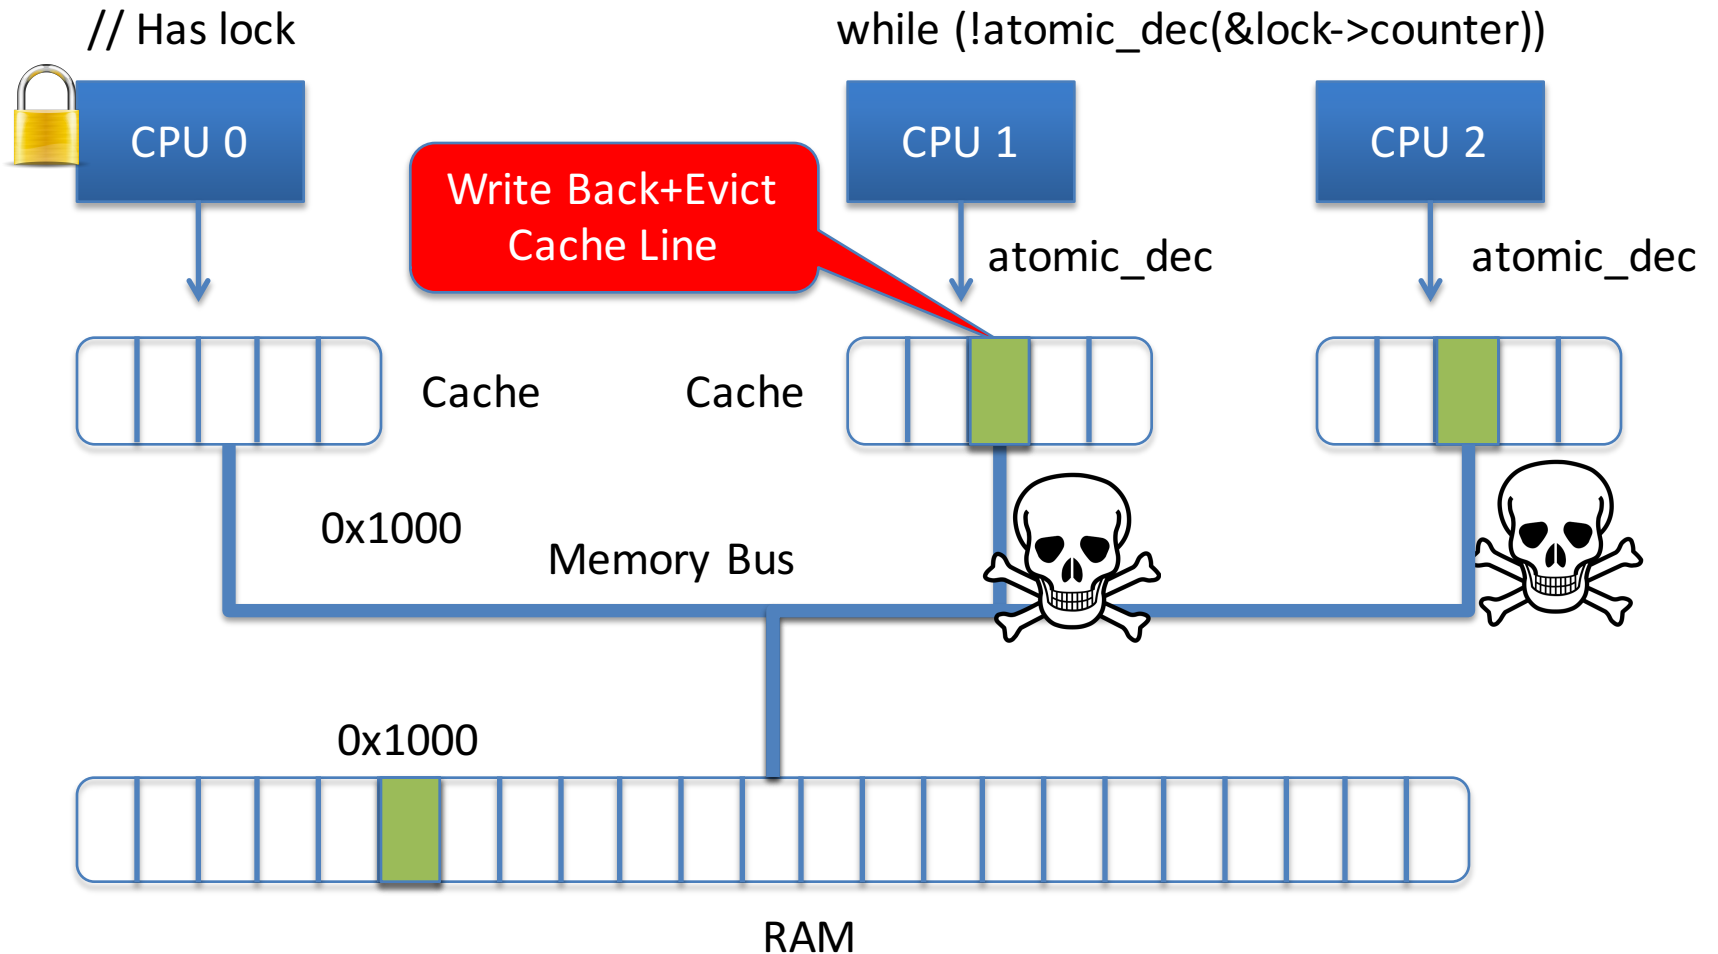 // Has lock
while (!atomic_dec(&lock->counter))
CPU 0
CPU 1
CPU 2
Write Back+Evict
Cache Line
atomic_dec
atomic_dec
Cache
Cache
0x1000
Memory Bus
0x1000
RAM